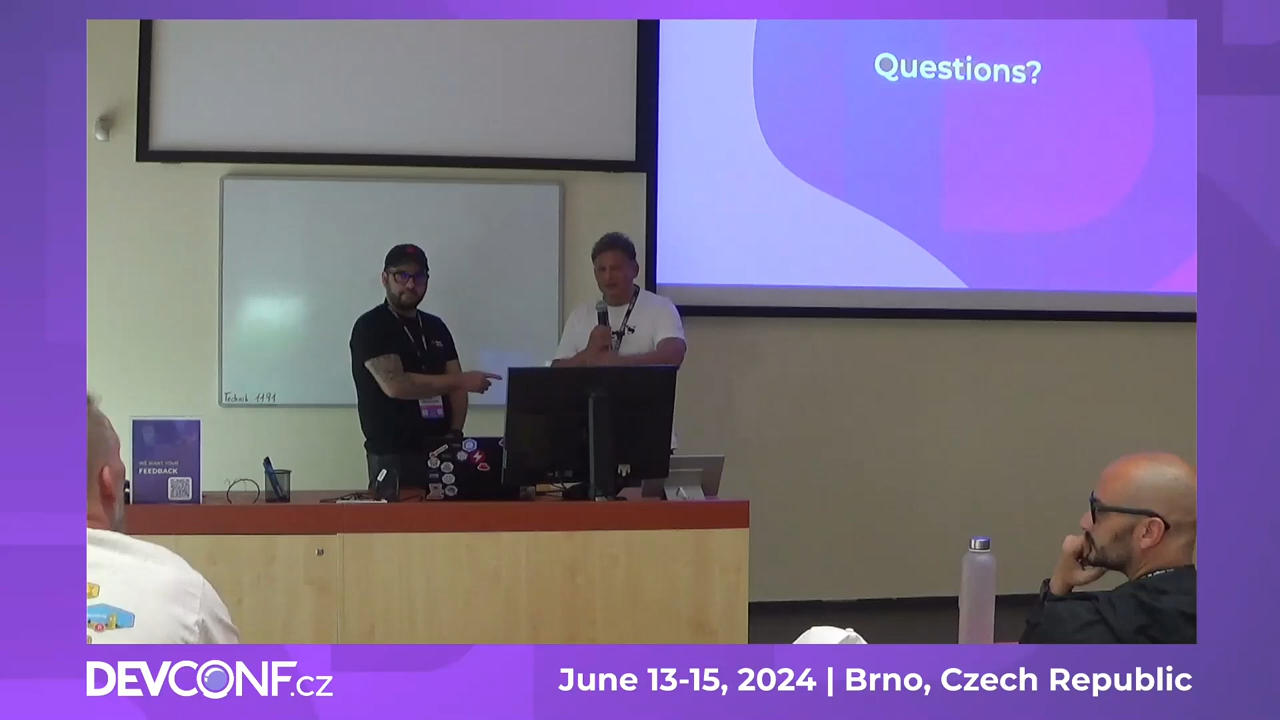 Questions?
Technik 1191
WE WANT YOUR
FEEDBACK
DEVCONF.CZ
June 13-15, 2024 | Brno, Czech Republic